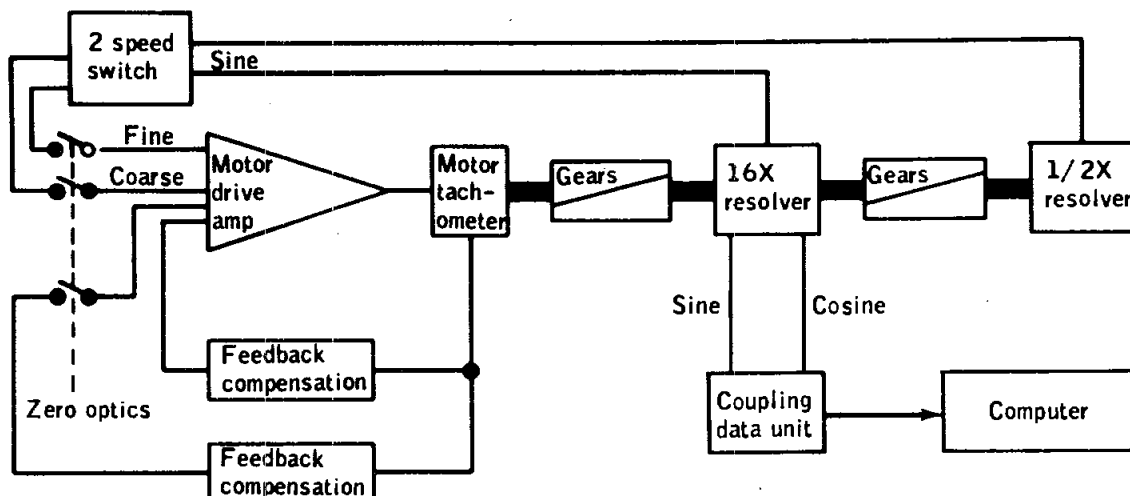 2 speed
switch
Sine
Fine
Coarse
Motor
drive
amp
Motor
tach-
ometer
Gears
16X
resolver
Gears
1/2X
resolver
Sine
Cosine
Feedback
compensation
Zero optics
Coupling
data unit
Computer
Feedback
compensation